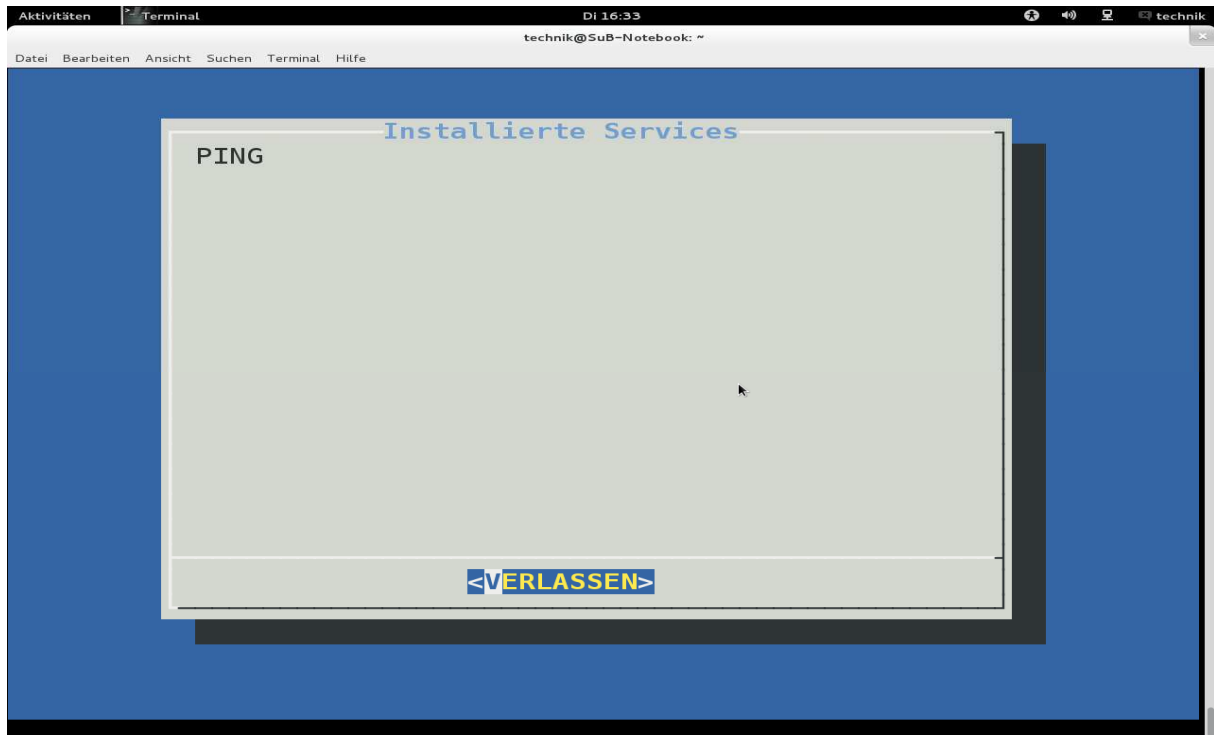 Aktivitäten Terminal Di 16:33 technik
technik@SuB-Notebook: ~
Datei Bearbeiten Ansicht Suchen Terminal Hilfe
Installierte Services
PING
<VERLASSEN>